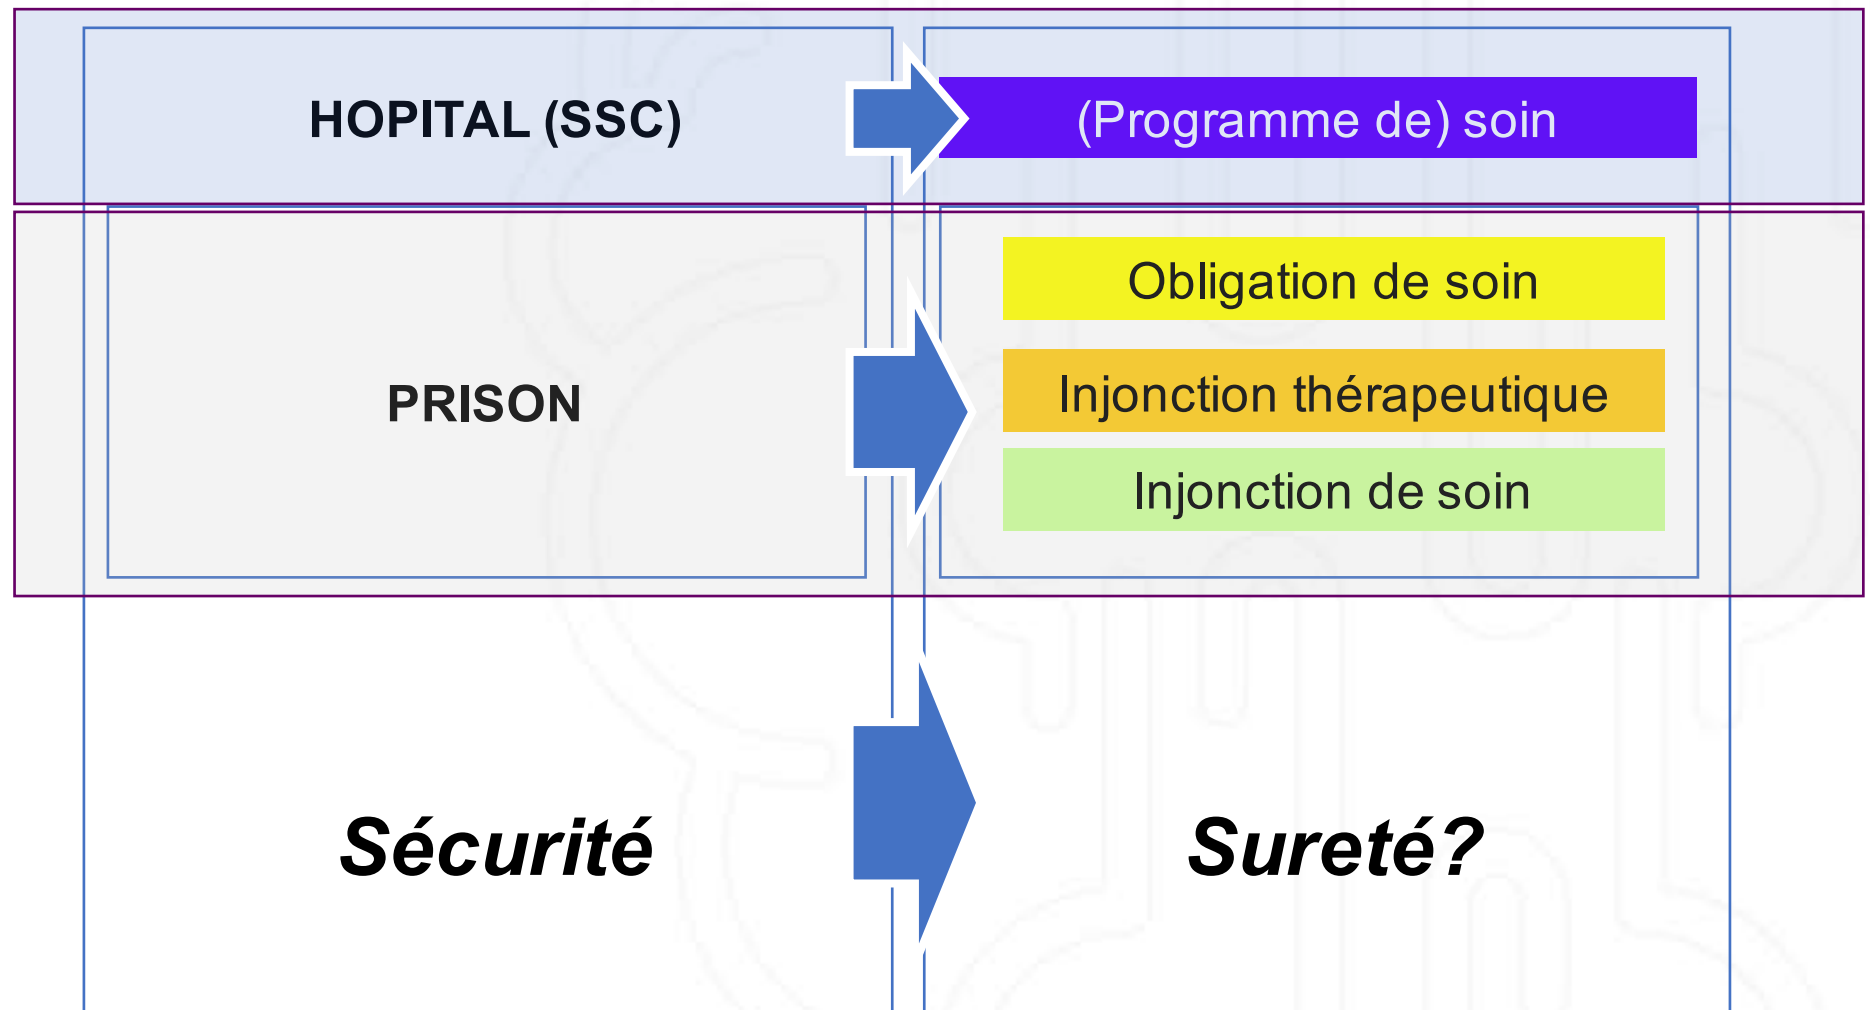 HOPITAL (SSC)
(Programme de) soin
PRISON
Obligation de soin
Injonction thérapeutique
Injonction de soin
Sécurité
Sureté?